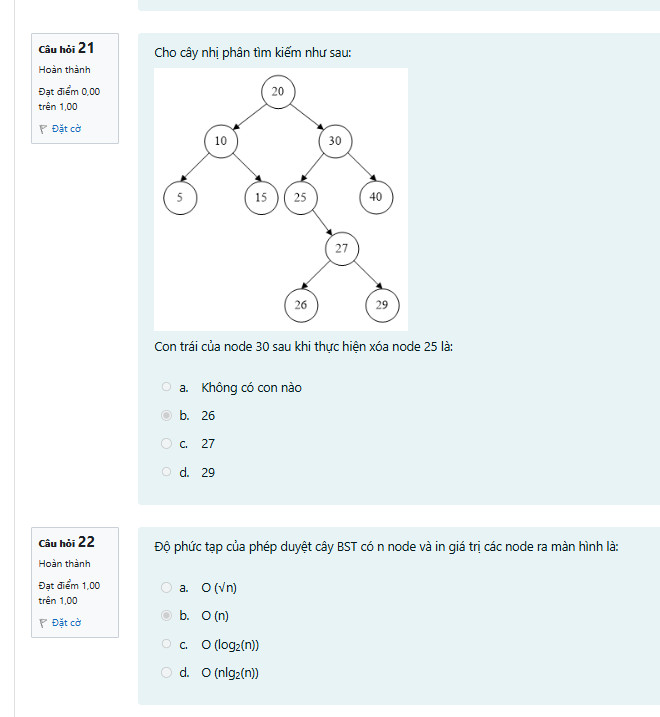 Câu hỏi 21
Hoàn thành
Đạt điểm 0,00
trên 1,00
Đặt cờ
Cho cây nhị phân tìm kiếm như sau:
20
10 30
5 15 25 40
27
26 29
Con trái của node 30 sau khi thực hiện xóa node 25 là:
a. Không có con nào
b. 26
c. 27
d. 29
Câu hỏi 22
Hoàn thành
Đạt điểm 1,00
trên 1,00
Đặt cờ
Độ phức tạp của phép duyệt cây BST có n node và in giá trị các node ra màn hình là:
a. O (√n)
b. O (n)
c. O (log₂(n))
d. O (nlg₂(n))